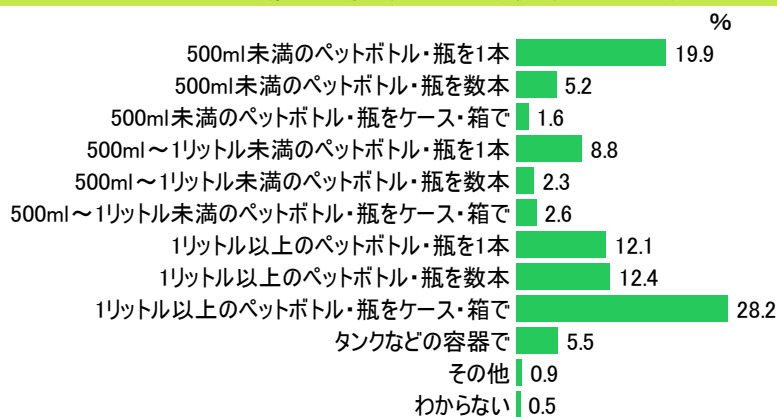 %
500ml未満のペットボトル・瓶を1本 19.9
500ml未満のペットボトル・瓶を数本 5.2
500ml未満のペットボトル・瓶をケース・箱で 1.6
500ml～1リットル未満のペットボトル・瓶を1本 8.8
500ml～1リットル未満のペットボトル・瓶を数本 2.3
500ml～1リットル未満のペットボトル・瓶をケース・箱で 2.6
1リットル以上のペットボトル・瓶を1本 12.1
1リットル以上のペットボトル・瓶を数本 12.4
1リットル以上のペットボトル・瓶をケース・箱で 28.2
タンクなどの容器で 5.5
その他 0.9
わからない 0.5